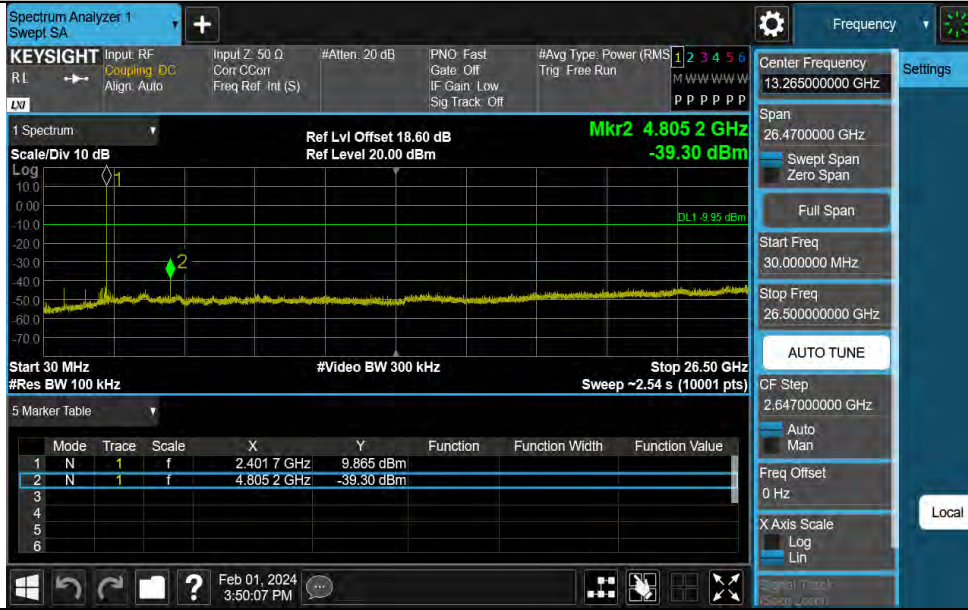 Spectrum Analyzer 1
Swept SA
+
Frequency
KEYSIGHT
RL
LXI
Input: RF
Coupling: DC
Align: Auto
Input Z: 50 Ω
Corr CCorr
Freq Ref: Int (S)
#Atten: 20 dB
PNO: Fast
Gate: Off
IF Gain: Low
Sig Track: Off
#Avg Type: Power (RMS
Trig: Free Run
1 2 3 4 5 6
M W W W W W
P P P P P P
1 Spectrum
Scale/Div 10 dB
Ref Lvl Offset 18.60 dB
Ref Level 20.00 dBm
Mkr2 4.805 2 GHz
-39.30 dBm
Log
10.0
0.00
-10.0
-20.0
-30.0
-40.0
-50.0
-60.0
-70.0
1
2
DL1 -9.95 dBm
Start 30 MHz
#Video BW 300 kHz
Stop 26.50 GHz
#Res BW 100 kHz
Sweep ~2.54 s (10001 pts)
5 Marker Table
Mode Trace Scale X Y Function Function Width Function Value
1 N 1 f 2.401 7 GHz 9.865 dBm
2 N 1 f 4.805 2 GHz -39.30 dBm
3
4
5
6
?
Feb 01, 2024
3:50:07 PM
Center Frequency
13.265000000 GHz
Span
26.4700000 GHz
Swept Span
Zero Span
Full Span
Start Freq
30.000000 MHz
Stop Freq
26.500000000 GHz
AUTO TUNE
CF Step
2.647000000 GHz
Auto
Man
Freq Offset
0 Hz
X Axis Scale
Log
Lin
Signal Track
(Span Zoom)
Settings
Local